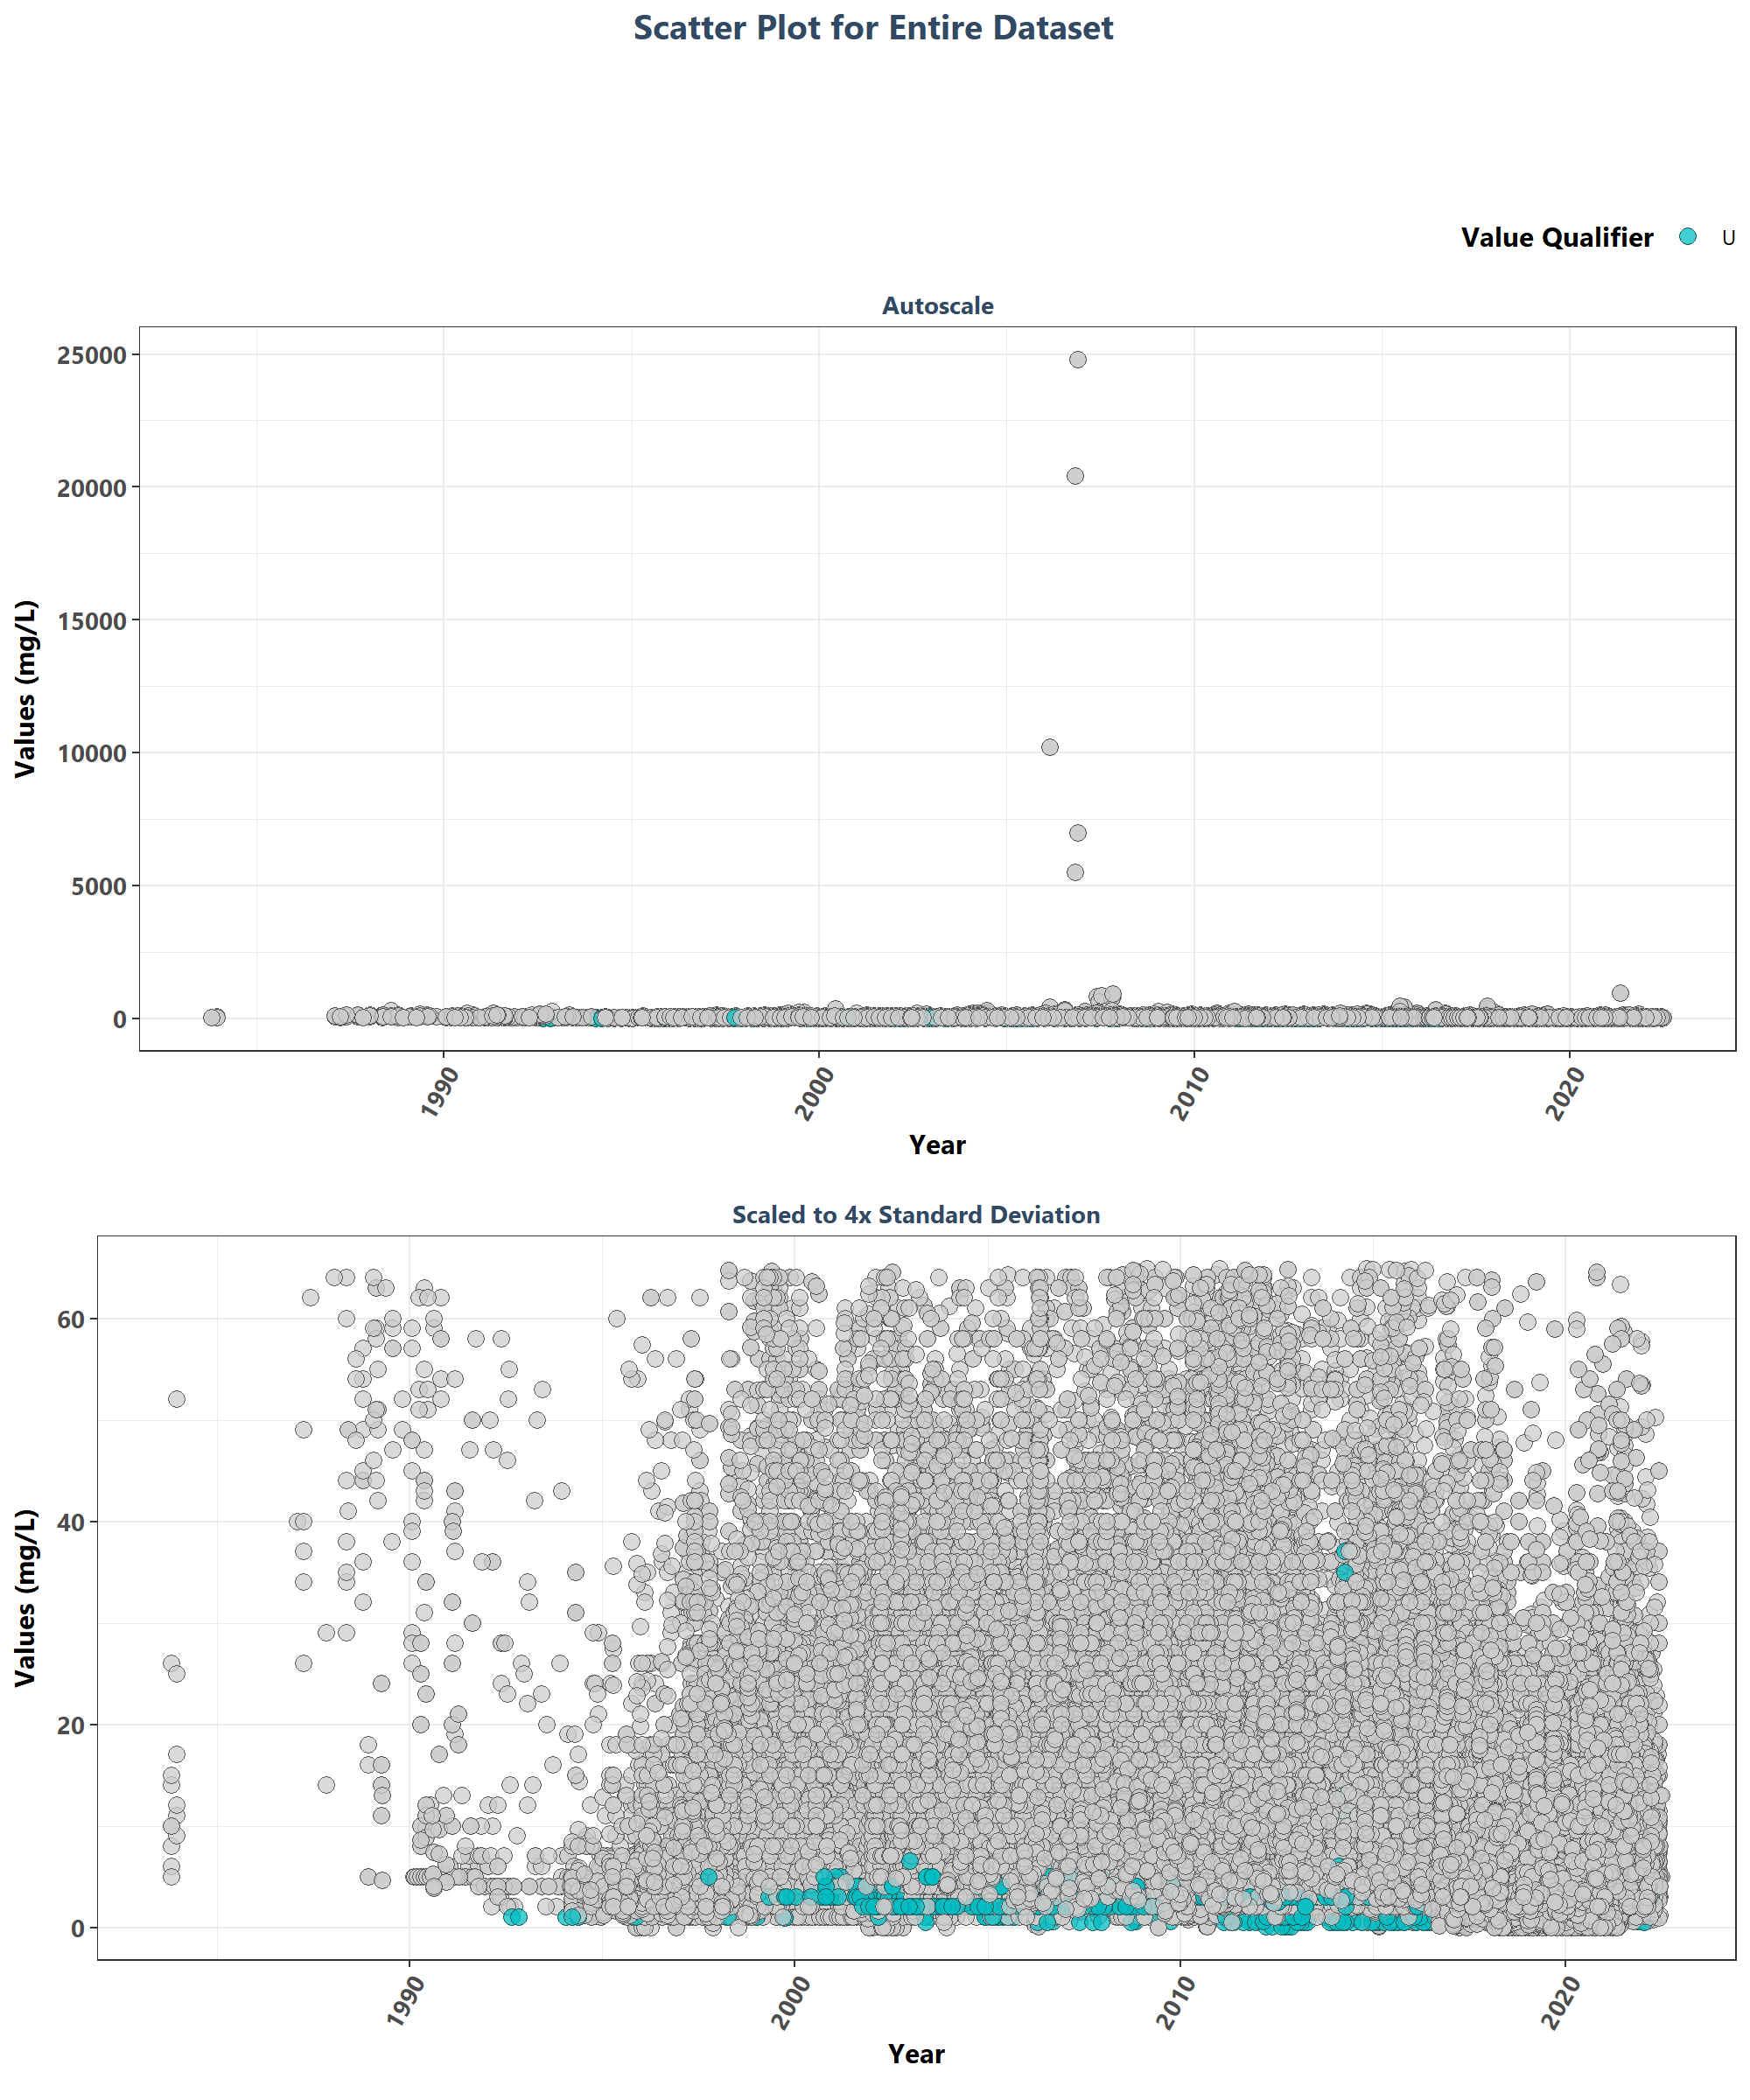 Scatter Plot for Entire Dataset
Value Qualifier U
Autoscale
25000
20000
15000
10000
5000
0
Values (mg/L)
1990 2000 2010 2020
Year
Scaled to 4x Standard Deviation
60
40
20
0
Values (mg/L)
1990 2000 2010 2020
Year